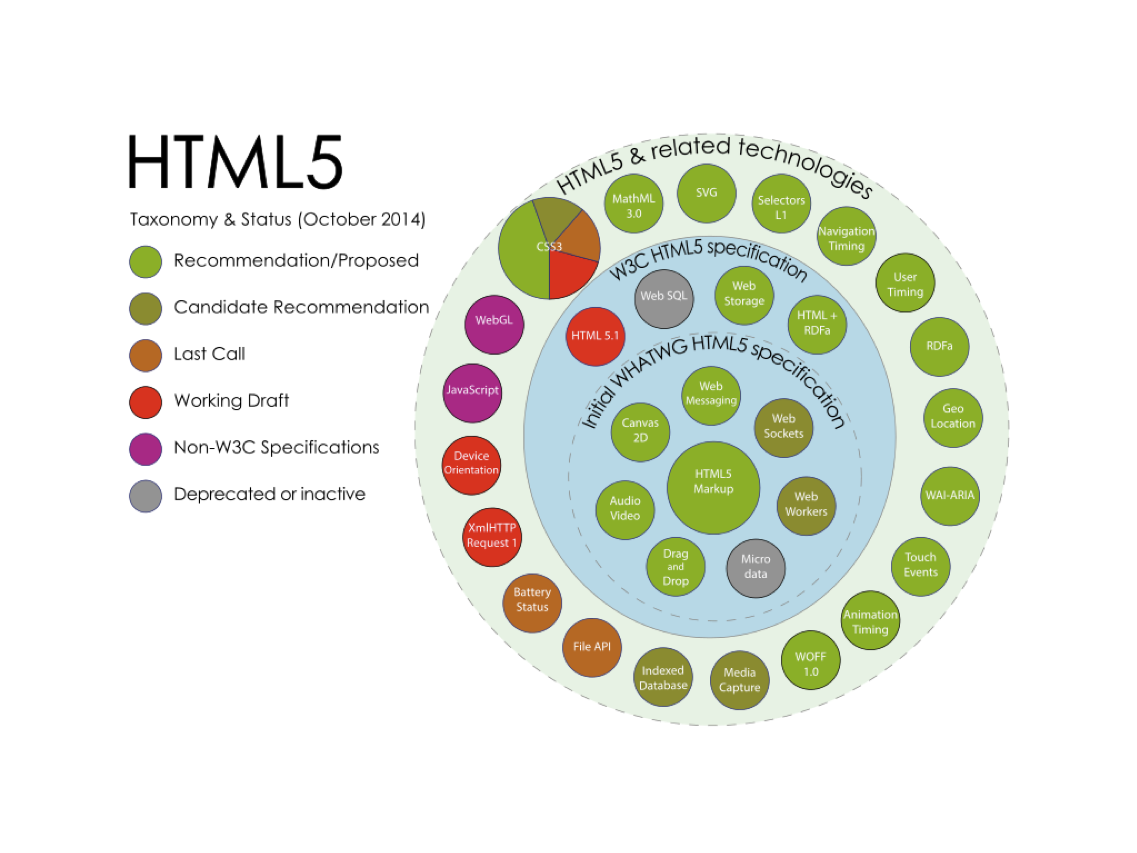 HTML5
Taxonomy & Status (October 2014)
Recommendation/Proposed
Candidate Recommendation
Last Call
Working Draft
Non-W3C Specifications
Deprecated or inactive
HTML5 & related technologies
MathML
3.0
SVG
Selectors
L1
Navigation
Timing
User
Timing
RDFa
Geo
Location
WAI-ARIA
Touch
Events
Animation
Timing
WOFF
1.0
Media
Capture
Indexed
Database
File API
Battery
Status
XmlHTTP
Request 1
Device
Orientation
JavaScript
WebGL
CSS3
W3C HTML5 specification
HTML 5.1
Web SQL
Web
Storage
HTML +
RDFa
Initial WHATWG HTML5 specification
Web
Messaging
Web
Sockets
Web
Workers
Micro
data
Drag
and
Drop
Audio
Video
Canvas
2D
HTML5
Markup